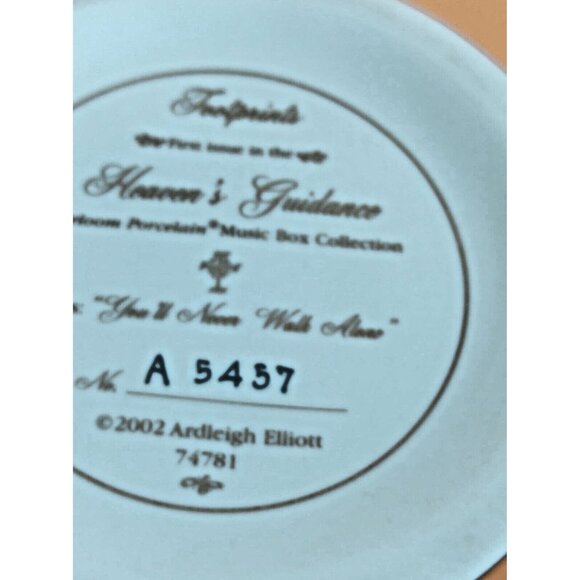 Footprints
First issue in the
Heaven's Guidance
rloom Porcelain® Music Box Collection
: "You'll Never Walk Alone"
No. A 5457
©2002 Ardleigh Elliott
74781